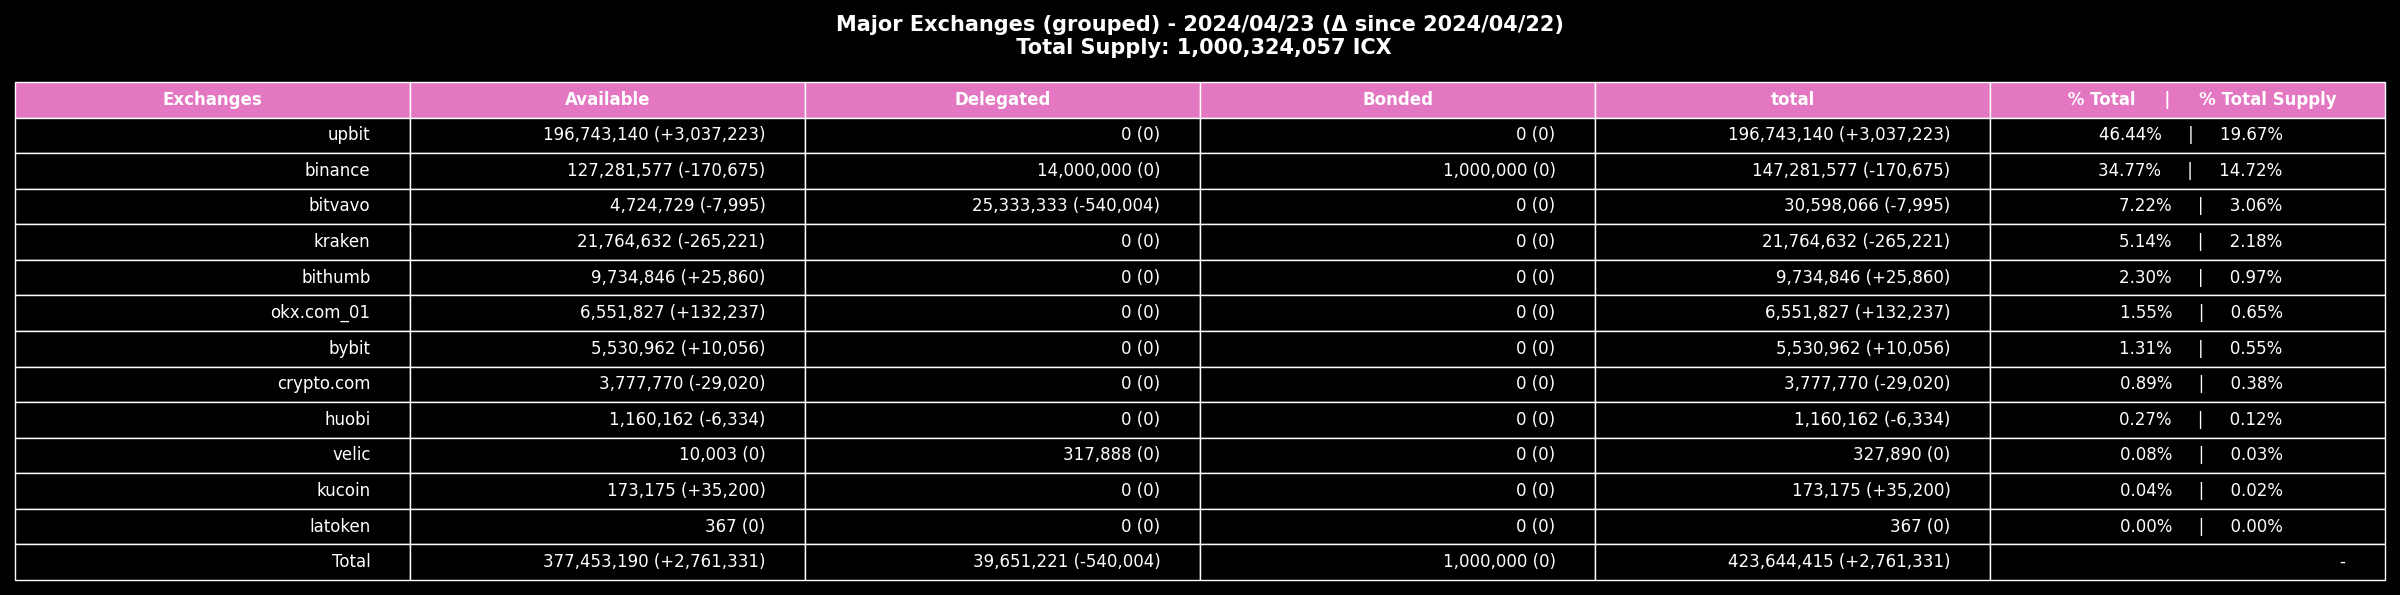 Major Exchanges (grouped) - 2024/04/23 (Δ since 2024/04/22)
Total Supply: 1,000,324,057 ICX
Exchanges Available Delegated Bonded total % Total | % Total Supply
upbit 196,743,140 (+3,037,223) 0 (0) 0 (0) 196,743,140 (+3,037,223) 46.44% | 19.67%
binance 127,281,577 (-170,675) 14,000,000 (0) 1,000,000 (0) 147,281,577 (-170,675) 34.77% | 14.72%
bitvavo 4,724,729 (-7,995) 25,333,333 (-540,004) 0 (0) 30,598,066 (-7,995) 7.22% | 3.06%
kraken 21,764,632 (-265,221) 0 (0) 0 (0) 21,764,632 (-265,221) 5.14% | 2.18%
bithumb 9,734,846 (+25,860) 0 (0) 0 (0) 9,734,846 (+25,860) 2.30% | 0.97%
okx.com_01 6,551,827 (+132,237) 0 (0) 0 (0) 6,551,827 (+132,237) 1.55% | 0.65%
bybit 5,530,962 (+10,056) 0 (0) 0 (0) 5,530,962 (+10,056) 1.31% | 0.55%
crypto.com 3,777,770 (-29,020) 0 (0) 0 (0) 3,777,770 (-29,020) 0.89% | 0.38%
huobi 1,160,162 (-6,334) 0 (0) 0 (0) 1,160,162 (-6,334) 0.27% | 0.12%
velic 10,003 (0) 317,888 (0) 0 (0) 327,890 (0) 0.08% | 0.03%
kucoin 173,175 (+35,200) 0 (0) 0 (0) 173,175 (+35,200) 0.04% | 0.02%
latoken 367 (0) 0 (0) 0 (0) 367 (0) 0.00% | 0.00%
Total 377,453,190 (+2,761,331) 39,651,221 (-540,004) 1,000,000 (0) 423,644,415 (+2,761,331) -